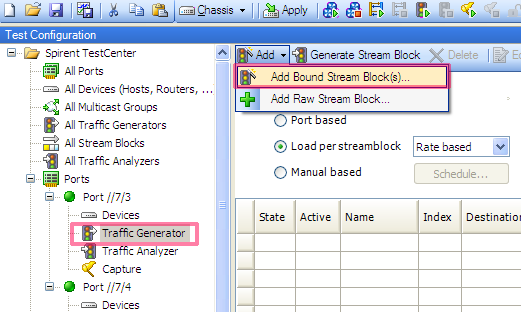 Chassis Apply
Test Configuration
Spirent TestCenter
All Ports
All Devices (Hosts, Routers, ...
All Multicast Groups
All Traffic Generators
All Stream Blocks
All Traffic Analyzers
Ports
Port //7/3
Devices
Traffic Generator
Traffic Analyzer
Capture
Port //7/4
Devices
Add Generate Stream Block Delete
Add Bound Stream Block(s)...
Add Raw Stream Block...
Port based
Load per streamblock Rate based
Manual based Schedule...
State Active Name Index Destination